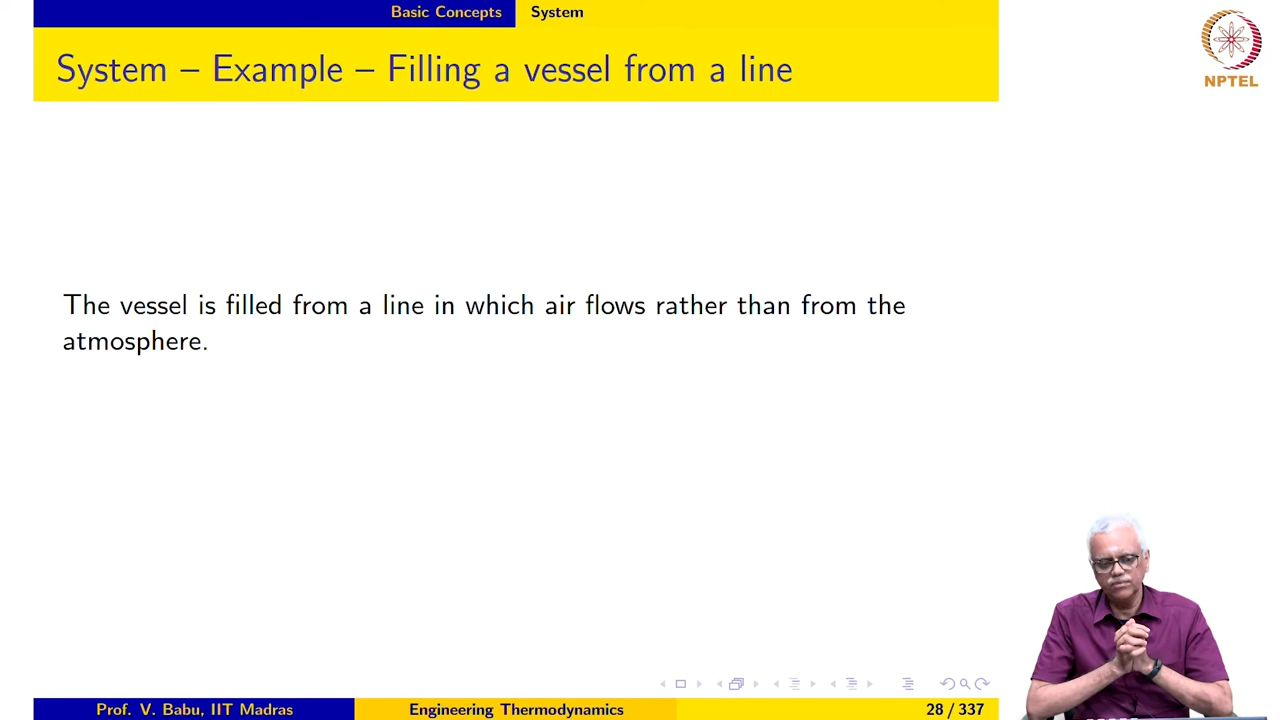 Basic Concepts System
System – Example – Filling a vessel from a line
NPTEL
The vessel is filled from a line in which air flows rather than from the
atmosphere.
Prof. V. Babu, IIT Madras Engineering Thermodynamics 28 / 337